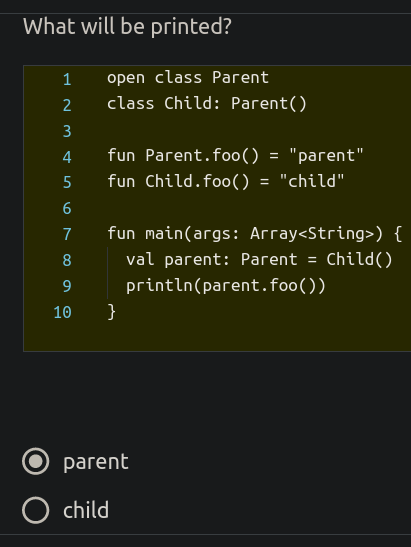 What will be printed?
1 open class Parent
2 class Child: Parent()
3
4 fun Parent.foo() = "parent"
5 fun Child.foo() = "child"
6
7 fun main(args: Array<String>) {
8   val parent: Parent = Child()
9   println(parent.foo())
10 }
parent
child